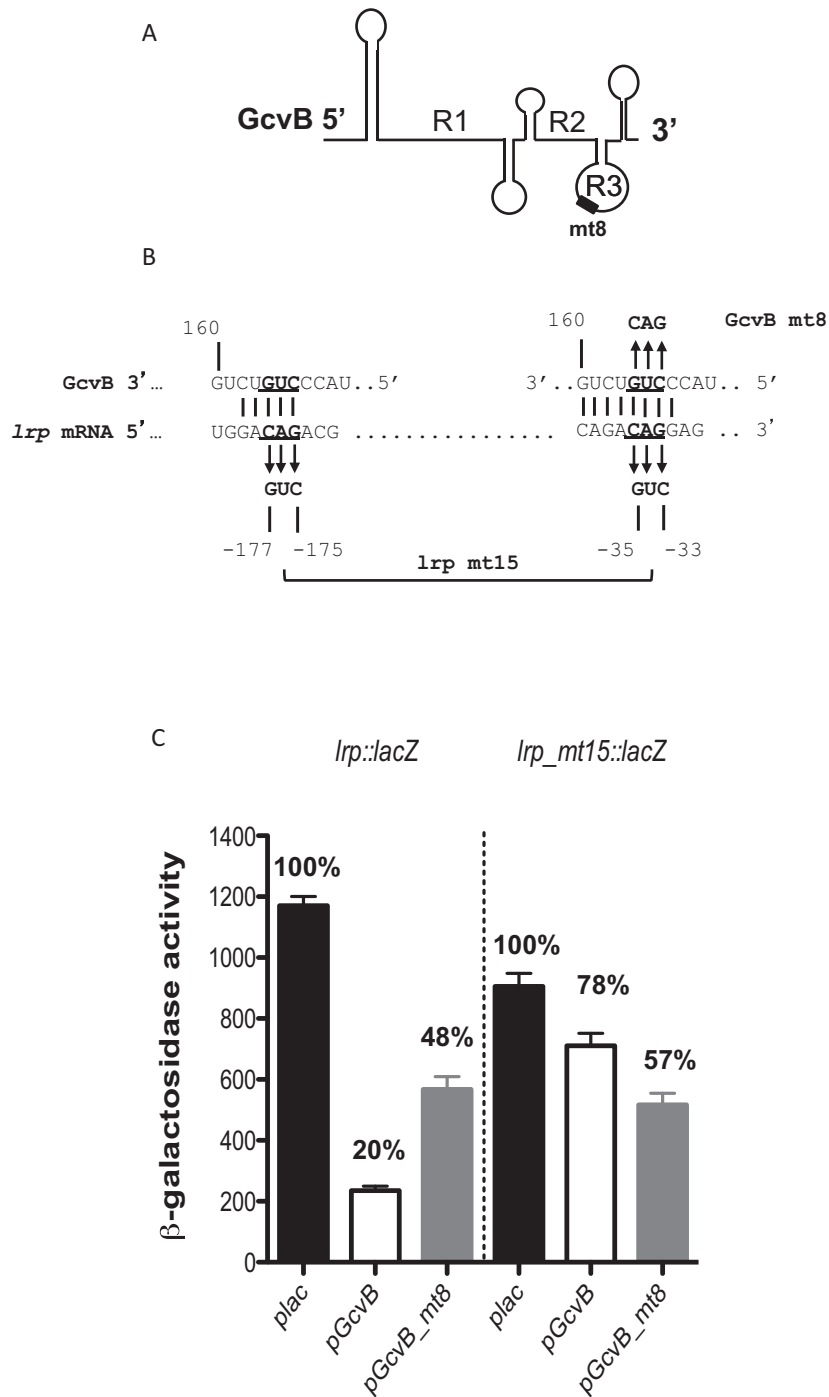 A
GcvB 5’ R1 R2 3’
R3
mt8
B
160 160 CAG GcvB mt8
GcvB 3’… GUCUGUCCCAU..5’ 3’..GUCUGUCCCAU.. 5’
lrp mRNA 5’… UGGACAGACG ................ CAGACAGGAG .. 3’
GUC GUC
-177 -175 -35 -33
lrp mt15
C
lrp::lacZ lrp_mt15::lacZ
β-galactosidase activity
1400
1200
1000
800
600
400
200
0
100%
20%
48%
100%
78%
57%
plac
pGcvB
pGcvB_mt8
plac
pGcvB
pGcvB_mt8